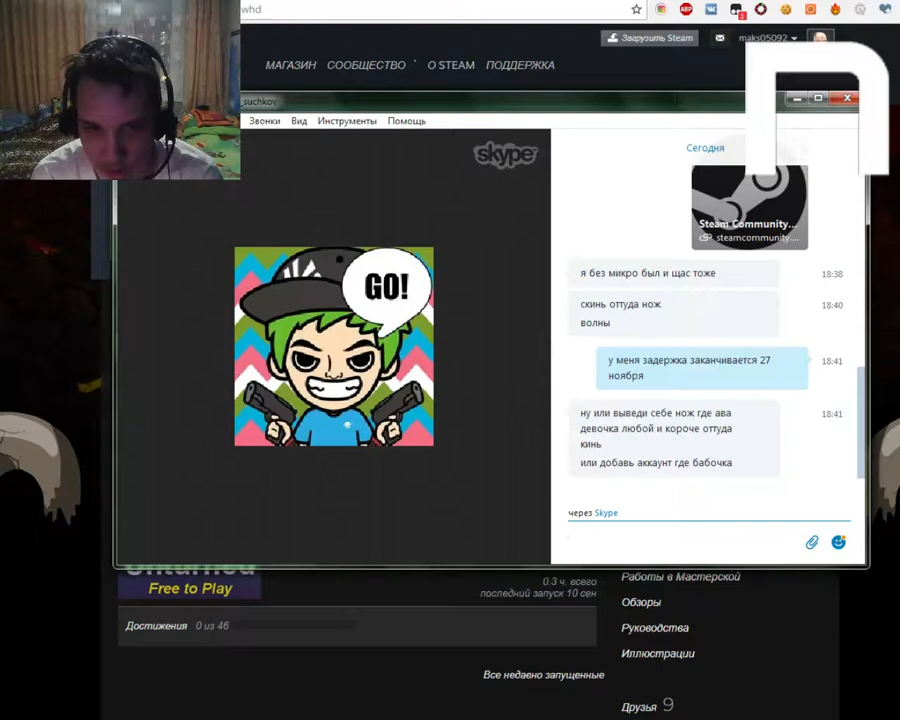 whd
Загрузить Steam
maks05092
МАГАЗИН СООБЩЕСТВО О STEAM ПОДДЕРЖКА
_suchkov
Звонки Вид Инструменты Помощь
skype
Сегодня
Steam Community...
steamcommunity....
GO!
я без микро был и щас тоже 18:38
скинь оттуда нож 18:40
волны
у меня задержка заканчивается 27 18:41
ноября
ну или выведи себе нож где ава 18:41
девочка любой и короче оттуда
кинь
или добавь аккаунт где бабочка
через Skype
Free to Play
0.3 ч. всего
последний запуск 10 сен
Достижения 0 из 46
Все недавно запущенные
Работы в Мастерской
Обзоры
Руководства
Иллюстрации
Друзья 9